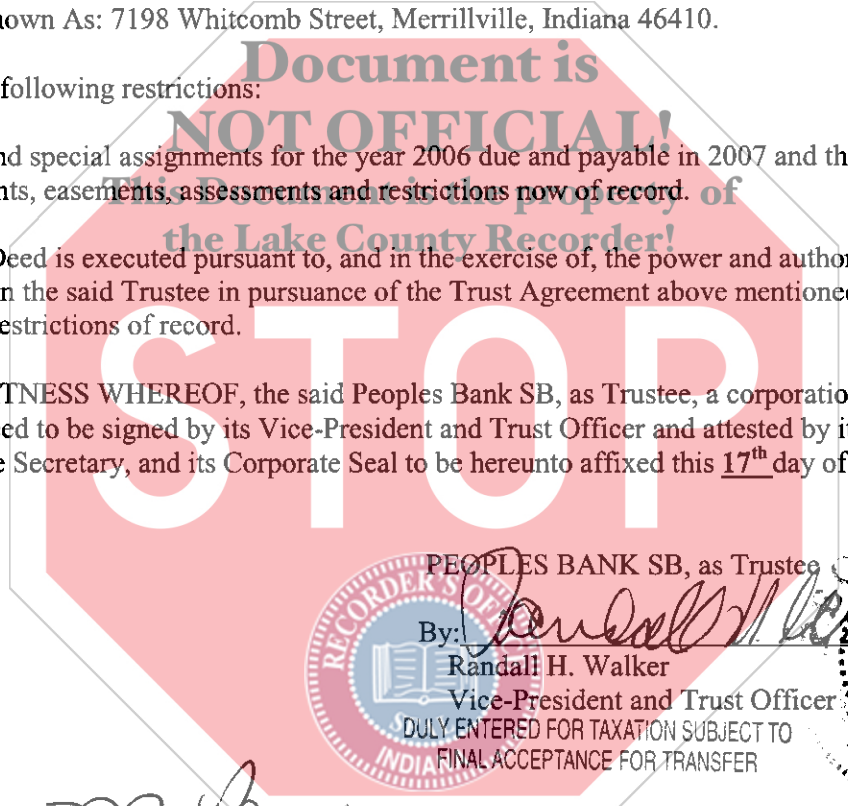 nown As: 7198 Whitcomb Street, Merrillville, Indiana 46410.
Document is
following restrictions:
NOT OFFICIAL!
nd special assignments for the year 2006 due and payable in 2007 and th
nts, easements, assessments and restrictions now of record.
This Document is the property of
the Lake County Recorder!
Deed is executed pursuant to, and in the exercise of, the power and author
n the said Trustee in pursuance of the Trust Agreement above mentioned
estrictions of record.
STOP
TNESS WHEREOF, the said Peoples Bank SB, as Trustee, a corporatio
ed to be signed by its Vice-President and Trust Officer and attested by i
e Secretary, and its Corporate Seal to be hereunto affixed this 17th day of
PEOPLES BANK SB, as Trustee
RECORDER'S OF
By:
Randall H. Walker
Vice-President and Trust Officer
DULY ENTERED FOR TAXATION SUBJECT TO
FINAL ACCEPTANCE FOR TRANSFER
INDIANA